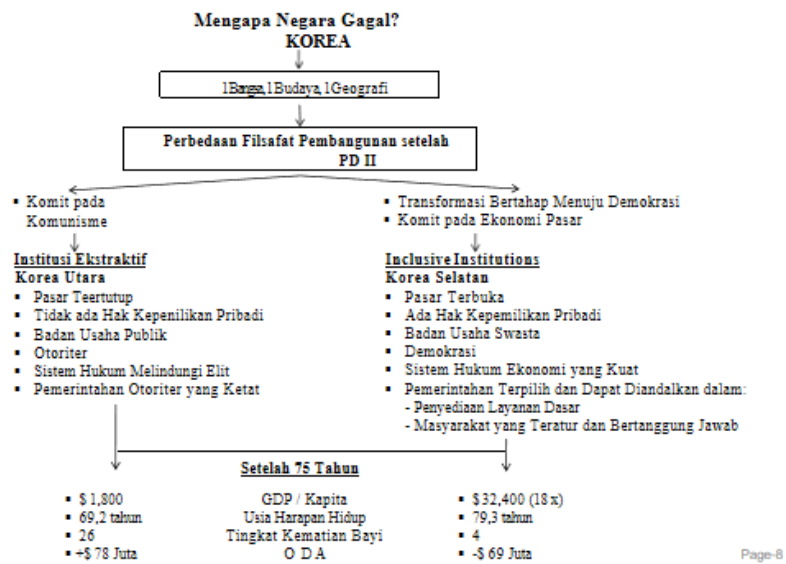 Mengapa Negara Gagal?
KOREA
1Bangsa, 1Budaya, 1Geografi
Perbedaan Filsafat Pembangunan setelah
PD II
▪ Komit pada
Komunisme
▪ Transformasi Bertahap Menuju Demokrasi
▪ Komit pada Ekonomi Pasar
Institusi Ekstraktif
Korea Utara
▪ Pasar Teertutup
▪ Tidak ada Hak Kepenilikan Pribadi
▪ Badan Usaha Publik
▪ Otoriter
▪ Sistem Hukum Melindungi Elit
▪ Pemerintahan Otoriter yang Ketat
Inclusive Institutions
Korea Selatan
▪ Pasar Terbuka
▪ Ada Hak Kepemilikan Pribadi
▪ Badan Usaha Swasta
▪ Demokrasi
▪ Sistem Hukum Ekonomi yang Kuat
▪ Pemerintahan Terpilih dan Dapat Diandalkan dalam:
- Penyediaan Layanan Dasar
- Masyarakat yang Teratur dan Bertanggung Jawab
Setelah 75 Tahun
▪ $ 1,800 GDP / Kapita ▪ $ 32,400 (18 x)
▪ 69,2 tahun Usia Harapan Hidup ▪ 79,3 tahun
▪ 26 Tingkat Kematian Bayi ▪ 4
▪ +$ 78 Juta O D A ▪ -$ 69 Juta
Page-8